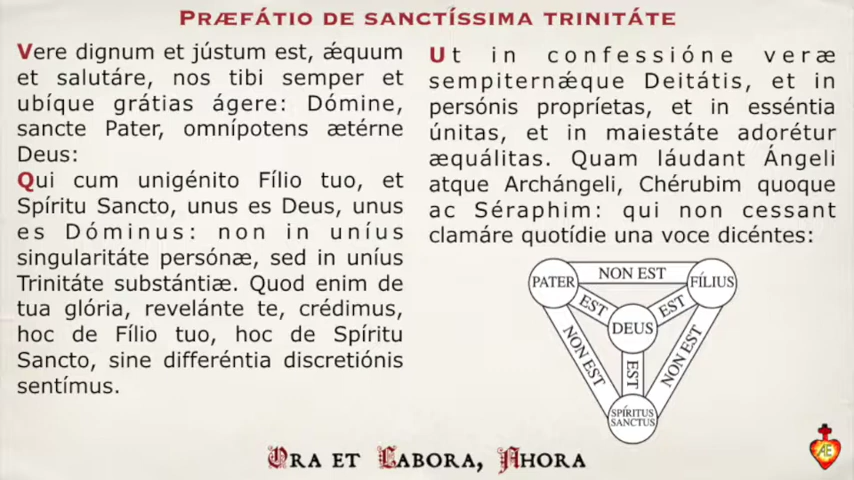 PRÆFÁTIO DE SANCTÍSSIMA TRINITÁTE
Vere dignum et jústum est, ǽquum
et salutáre, nos tibi semper et
ubíque grátias ágere: Dómine,
sancte Pater, omnípotens ætérne
Deus:
Qui cum unigénito Fílio tuo, et
Spíritu Sancto, unus es Deus, unus
es Dóminus: non in uníus
singularitáte persónæ, sed in uníus
Trinitáte substántiæ. Quod enim de
tua glória, revelánte te, crédimus,
hoc de Fílio tuo, hoc de Spíritu
Sancto, sine differéntia discretiónis
sentímus.
Ut in confessióne veræ
sempiternǽque Deitátis, et in
persónis propríetas, et in esséntia
únitas, et in maiestáte adorétur
æquálitas. Quam láudant Ángeli
atque Archángeli, Chérubim quoque
ac Séraphim: qui non cessant
clamáre quotídie una voce dicéntes:
PATER
NON EST
FÍLIUS
EST
EST
DEUS
NON EST
EST
NON EST
SPÍRITUS
SANCTUS
ORA ET LABORA, AHORA
Æ